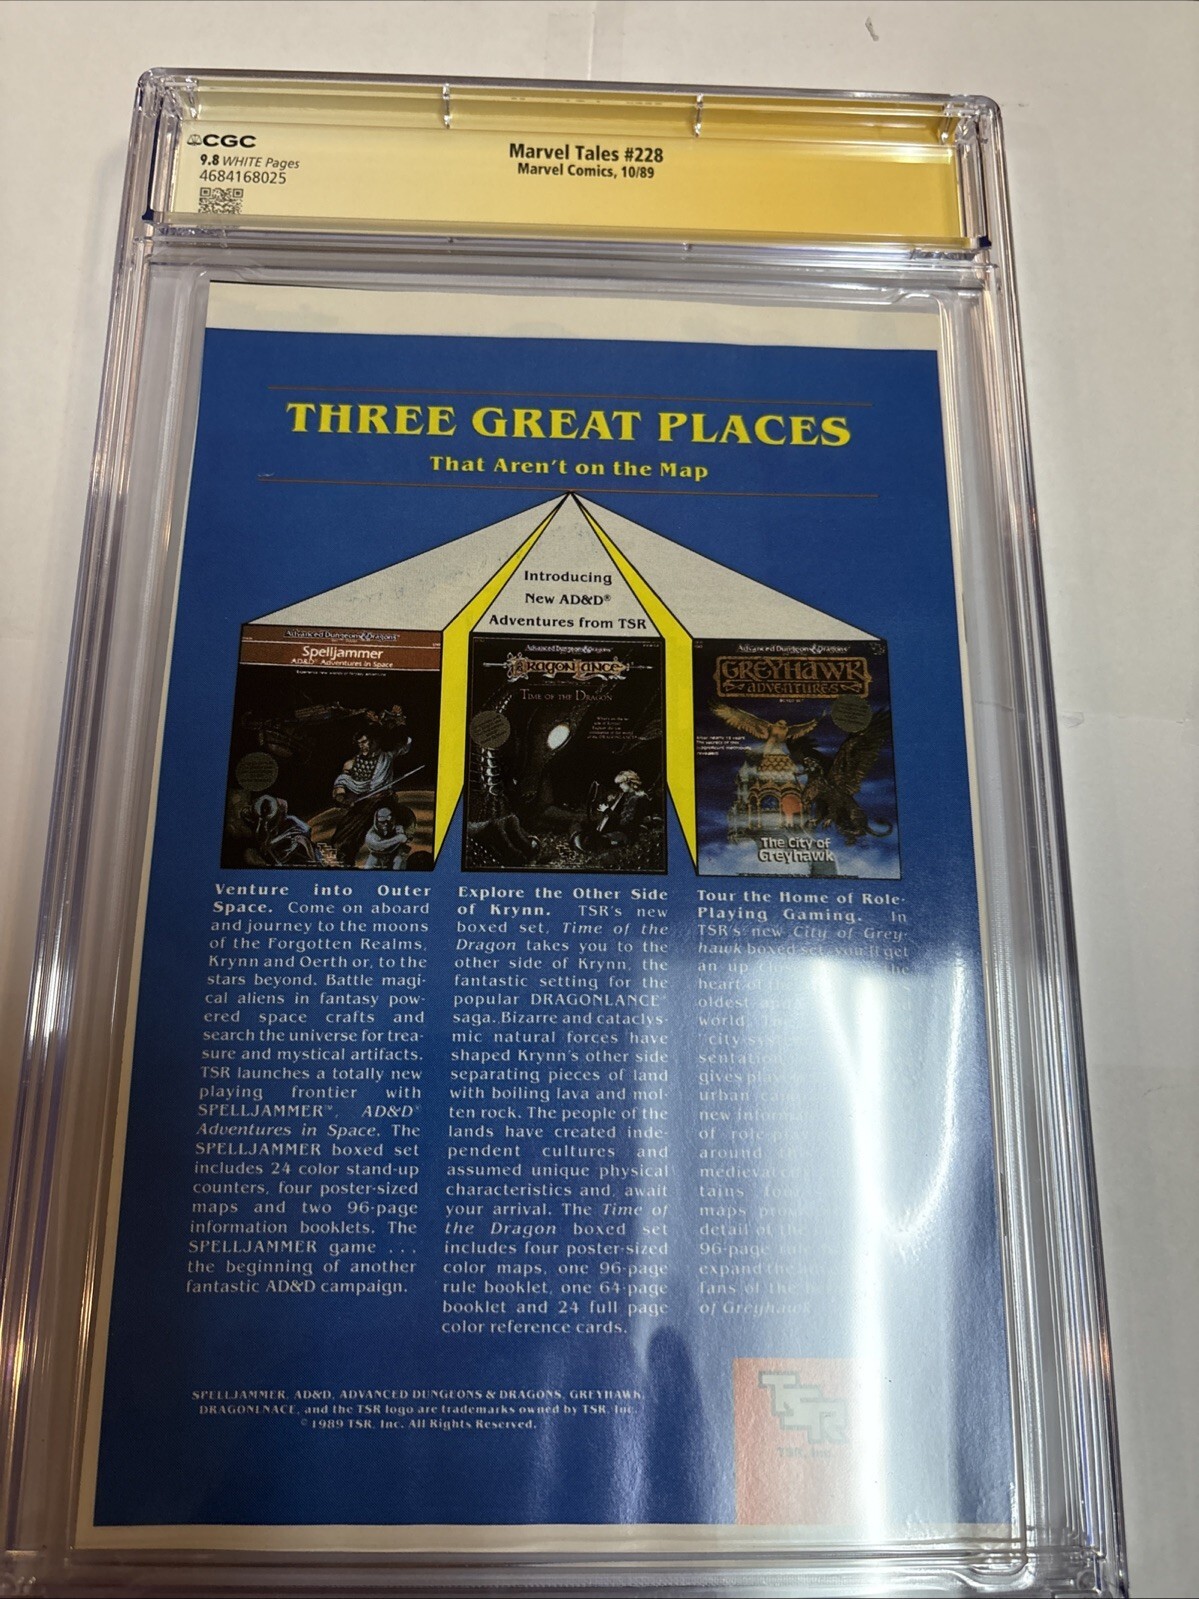 CGC
9.8 WHITE Pages
4684168025
Marvel Tales #228
Marvel Comics, 10/89
THREE GREAT PLACES
That Aren't on the Map
Introducing
New AD&D®
Adventures from TSR
Advanced Dungeons & Dragons
Spelljammer
AD&D Adventures in Space
Advanced Dungeons & Dragons
DRAGONLANCE
TIME OF THE DRAGON
Advanced Dungeons & Dragons
GREYHAWK
ADVENTURES
The City of
Greyhawk
Venture into Outer
Space. Come on aboard
and journey to the moons
of the Forgotten Realms,
Krynn and Oerth or, to the
stars beyond. Battle magi-
cal aliens in fantasy pow-
ered space crafts and
search the universe for trea-
sure and mystical artifacts.
TSR launches a totally new
playing frontier with
SPELLJAMMER™, AD&D®
Adventures in Space. The
SPELLJAMMER boxed set
includes 24 color stand-up
counters, four poster-sized
maps and two 96-page
information booklets. The
SPELLJAMMER game . . .
the beginning of another
fantastic AD&D campaign.
Explore the Other Side
of Krynn. TSR's new
boxed set, Time of the
Dragon takes you to the
other side of Krynn, the
fantastic setting for the
popular DRAGONLANCE®
saga. Bizarre and cataclys-
mic natural forces have
shaped Krynn's other side
separating pieces of land
with boiling lava and mol-
ten rock. The people of the
lands have created inde-
pendent cultures and
assumed unique physical
characteristics and, await
your arrival. The Time of
the Dragon boxed set
includes four poster-sized
color maps, one 96-page
rule booklet, one 64-page
booklet and 24 full page
color reference cards.
Tour the Home of Role-
Playing Gaming. In
TSR's new City of Grey-
hawk boxed set, you'll get
an up the
heart of
oldest
world.
"city
sentation
gives
urban
new
of role
around
medieval
tains
maps
detail of the
96-page
expand the
fans of the
of Greyhawk
SPELLJAMMER, AD&D, ADVANCED DUNGEONS & DRAGONS, GREYHAWK,
DRAGONLNACE, and the TSR logo are trademarks owned by TSR, Inc.
©1989 TSR, Inc. All Rights Reserved.
TSR
TSR, Inc.